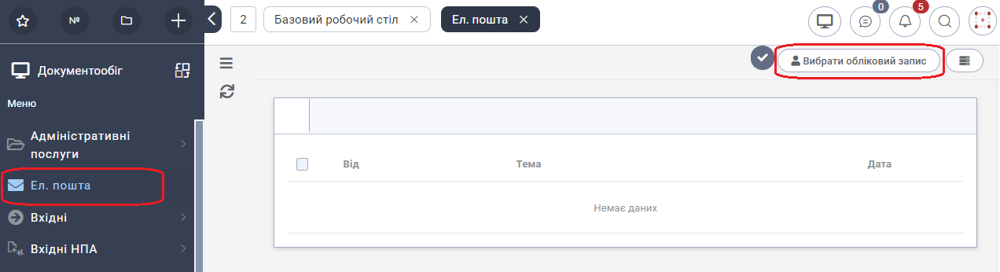 №
2
Базовий робочий стіл
Ел. пошта
0
5
Документообіг
Вибрати обліковий запис
Меню
Адміністративні
послуги
Ел. пошта
Вхідні
Вхідні НПА
Від Тема Дата
Немає даних